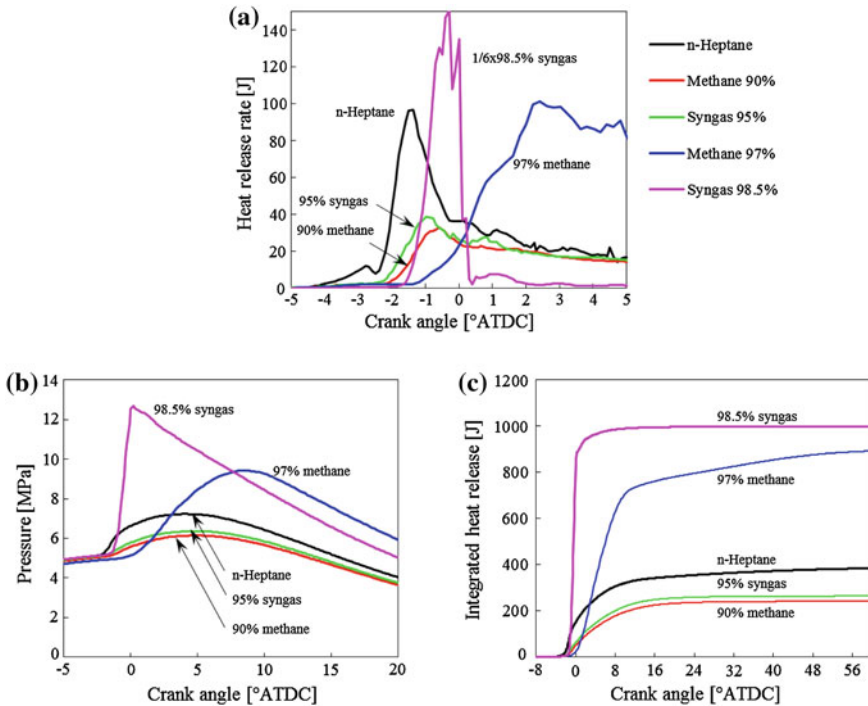 (a)
Heat release rate [J]
140
120
100
80
60
40
20
0
-5 -4 -3 -2 -1 0 1 2 3 4 5
Crank angle [°ATDC]
n-Heptane
1/6x98.5% syngas
97% methane
95% syngas
90% methane
n-Heptane
Methane 90%
Syngas 95%
Methane 97%
Syngas 98.5%
(b)
Pressure [MPa]
14
12
10
8
6
4
2
0
-5 0 5 10 15 20
Crank angle [°ATDC]
98.5% syngas
97% methane
n-Heptane
95% syngas
90% methane
(c)
Integrated heat release [J]
1200
1000
800
600
400
200
0
-8 0 8 16 24 32 40 48 56
Crank angle [°ATDC]
98.5% syngas
97% methane
n-Heptane
95% syngas
90% methane